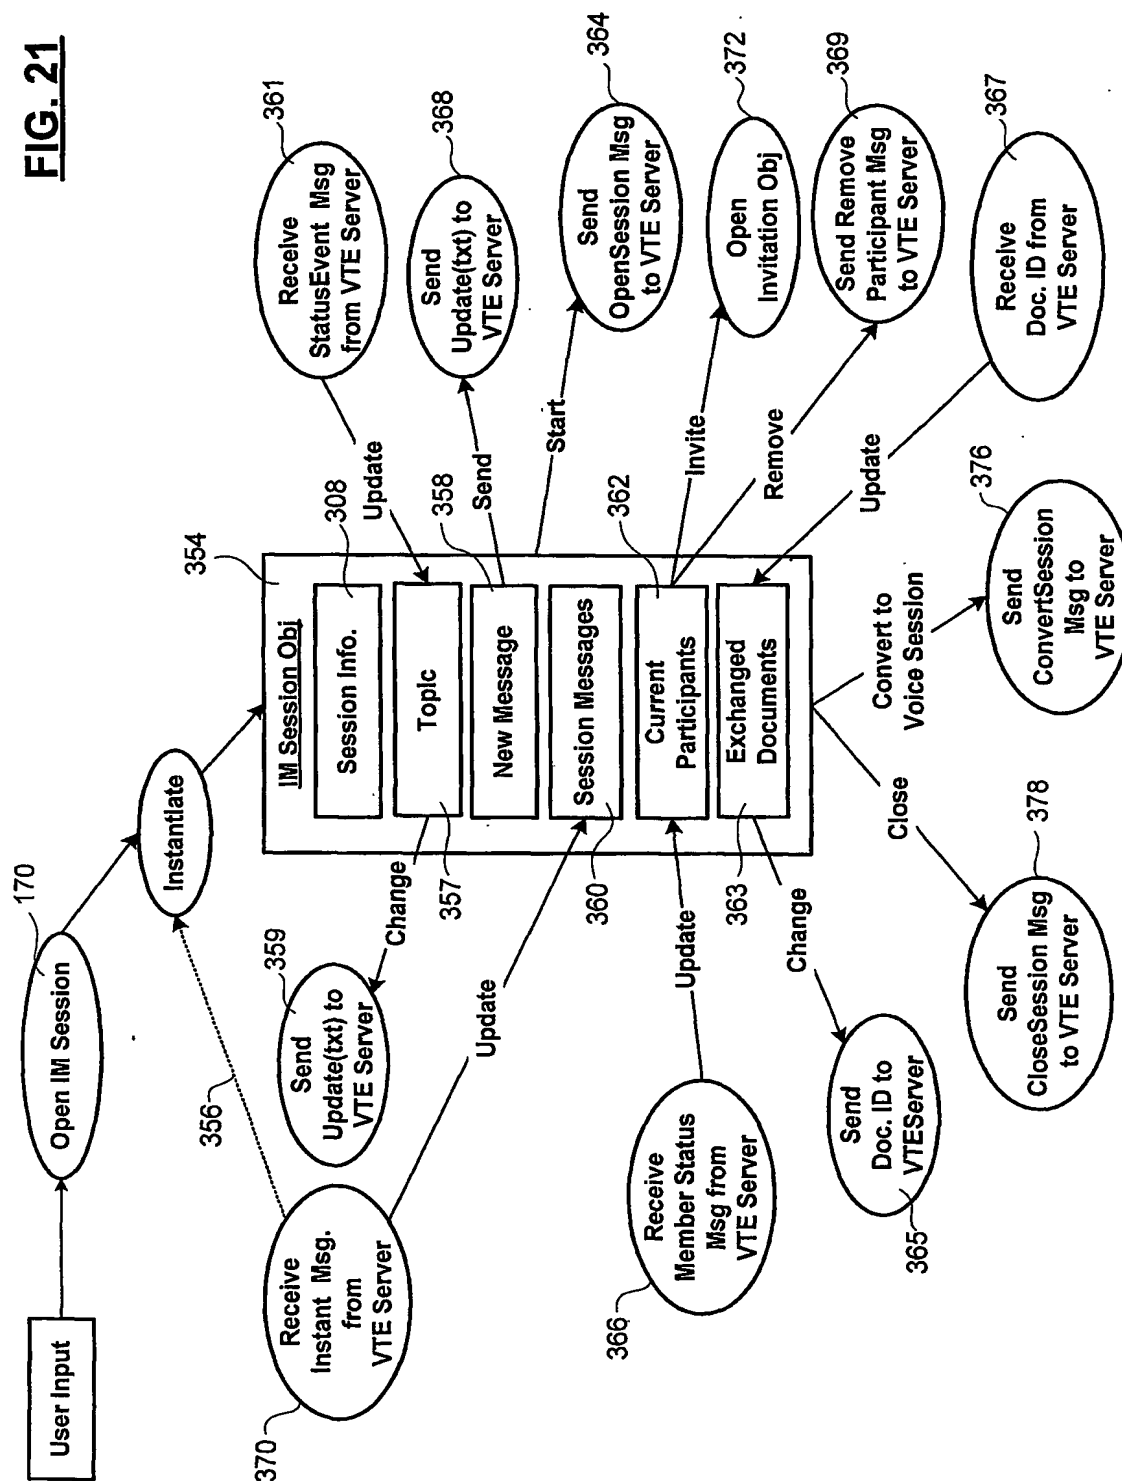 FIG. 21
User Input
Open IM Session
170
Instantiate
356
Receive
Instant Msg.
from
VTE Server
370
Send
Update(txt) to
VTE Server
359
Change
Update
IM Session Obj
354
Session Info.
308
Topic
357
New Message
358
Session Messages
360
Current
Participants
362
Exchanged
Documents
363
Update
Receive
StatusEvent Msg
from VTE Server
361
Send
Send
Update(txt) to
VTE Server
368
Start
Send
OpenSession Msg
to VTE Server
364
Invite
Open
Invitation Obj
372
Remove
Send Remove
Participant Msg
to VTE Server
369
Update
Receive
Doc. ID from
VTE Server
367
Update
Receive
Member Status
Msg from
VTE Server
366
Change
Send
Doc. ID to
VTEServer
365
Close
Send
CloseSession Msg
to VTE Server
378
Convert to
Voice Session
Send
ConvertSession
Msg to
VTE Server
376